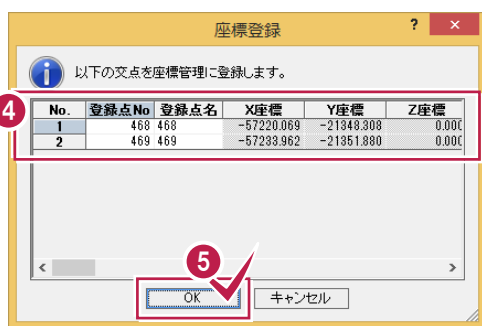 座標登録 ? ×
以下の交点を座標管理に登録します。
4
No. 登録点No 登録点名 X座標 Y座標 Z座標
1 468 468 -57220.069 -21348.308 0.000
2 469 469 -57233.962 -21351.880 0.000
5
OK キャンセル